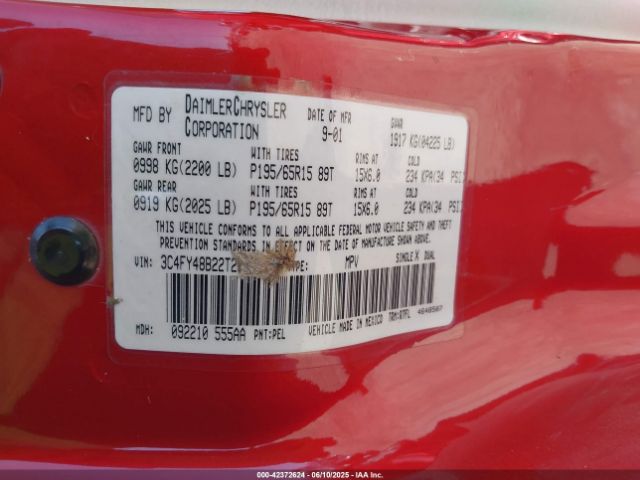 MFD BY DAIMLERCHRYSLER CORPORATION DATE OF MFR 9-01 GVWR 1917 KG(04225 LB)
GAWR FRONT WITH TIRES RIMS AT COLD
0998 KG(2200 LB) P195/65R15 89T 15X6.0 234 KPA(34 PSI)
GAWR REAR WITH TIRES RIMS AT COLD
0919 KG(2025 LB) P195/65R15 89T 15X6.0 234 KPA(34 PSI)
THIS VEHICLE CONFORMS TO ALL APPLICABLE FEDERAL MOTOR VEHICLE SAFETY AND THEFT
PREVENTION STANDARDS IN EFFECT ON THE DATE OF MANUFACTURE SHOWN ABOVE.
VIN: 3C4FY48B22T2 TYPE: MPV SINGLE X DUAL
MDH: 092210 555AA PNT:PEL VEHICLE MADE IN MEXICO TRM:B7FL
© Copyright 42372624 / 06/10/2025 / IAA, Inc.